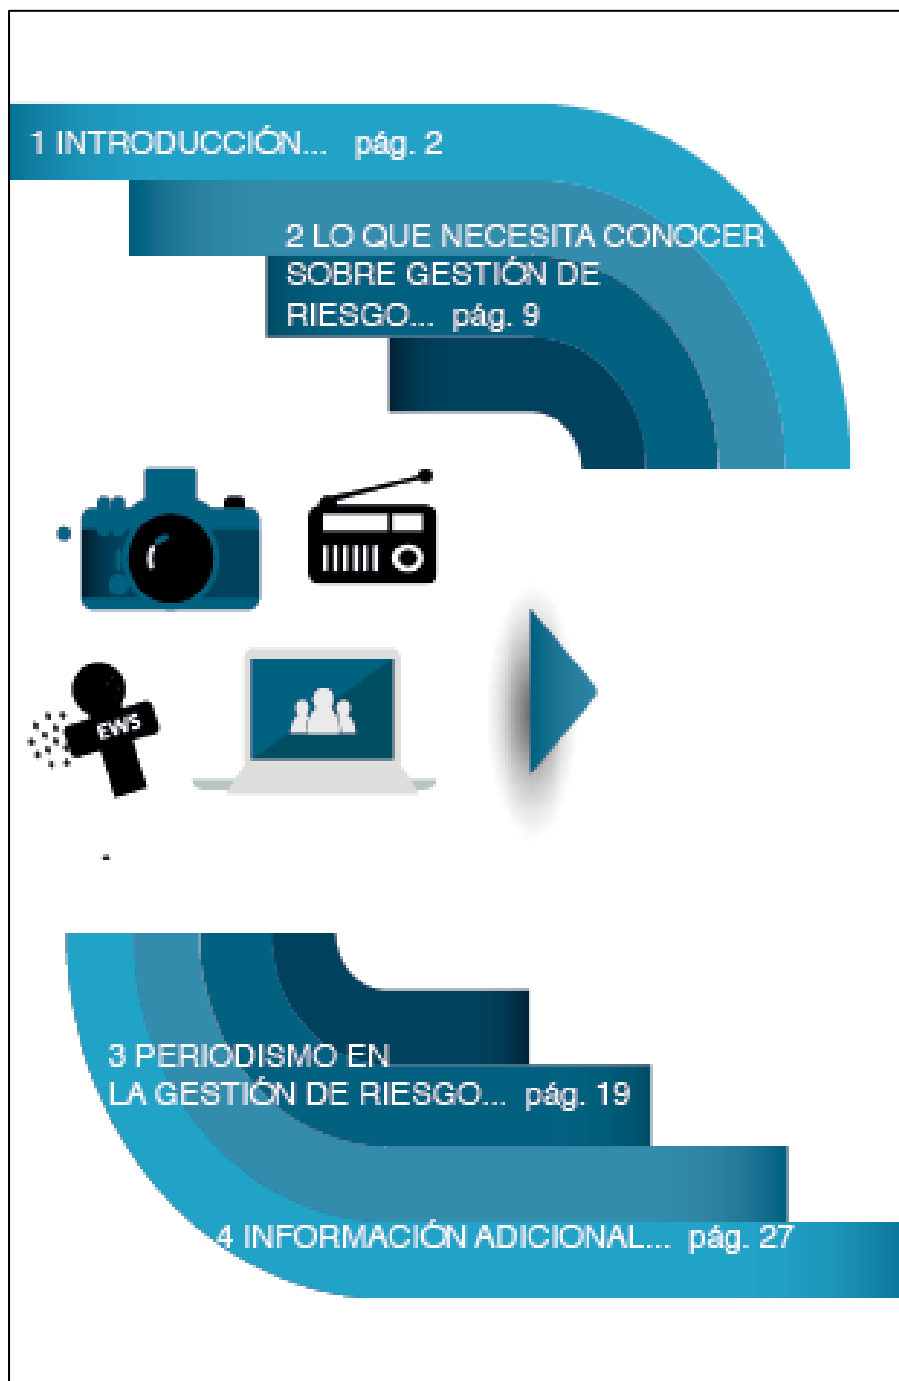 1 INTRODUCCIÓN... pág. 2
2 LO QUE NECESITA CONOCER
SOBRE GESTIÓN DE
RIESGO... pág. 9
EWS
3 PERIODISMO EN
LA GESTIÓN DE RIESGO... pág. 19
4 INFORMACIÓN ADICIONAL... pág. 27